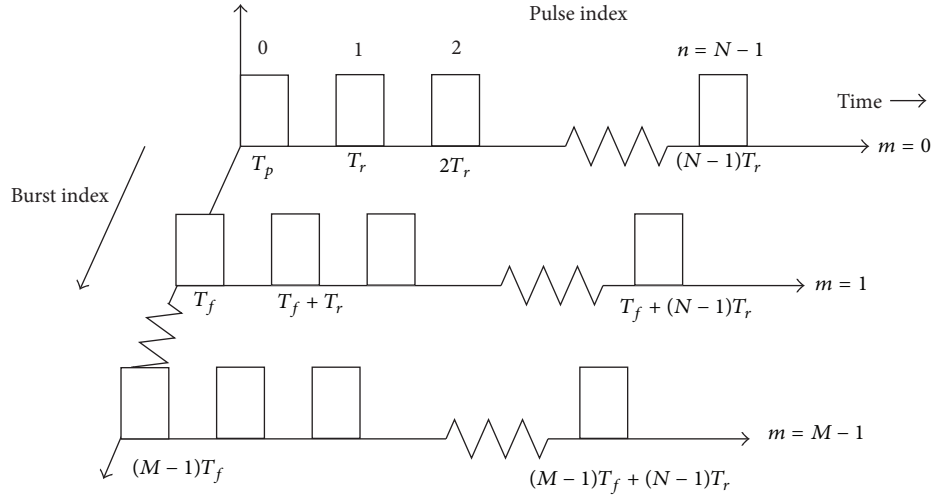 Pulse index
0 1 2 n = N − 1
Time
T_p T_r 2T_r (N − 1)T_r m = 0
Burst index
T_f T_f + T_r T_f + (N − 1)T_r m = 1
(M − 1)T_f (M − 1)T_f + (N − 1)T_r m = M − 1